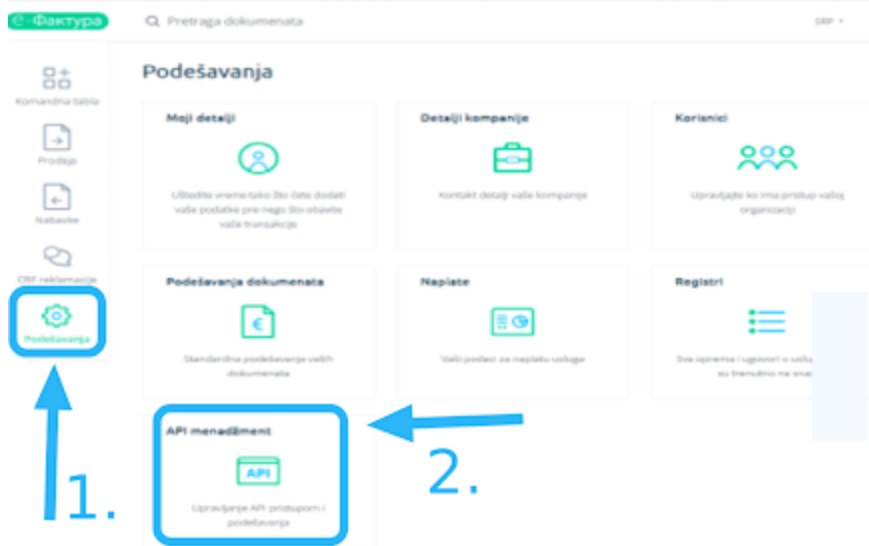 е-Фактура
Pretraga dokumenata
SRP
Podešavanja
Komandna tabla
Prodaja
Nabavke
CRF reklamacije
Podešavanja
Moji detalji
Uštedite vreme tako što ćete dodati
vaše podatke pre nego što obavite
vaše transakcije
Detalji kompanije
Kontakt detalji vaše kompanije
Korisnici
Upravljajte ko ima pristup vašoj
organizaciji
Podešavanja dokumenata
€
Standardna podešavanja vaših
dokumenata
Naplate
Vaši podaci za naplatu usluga
Registri
Sva oprema i ugovori o
su trenutno na
API menadžment
API
Upravljanje API pristupom i
podešavanja
1.
2.